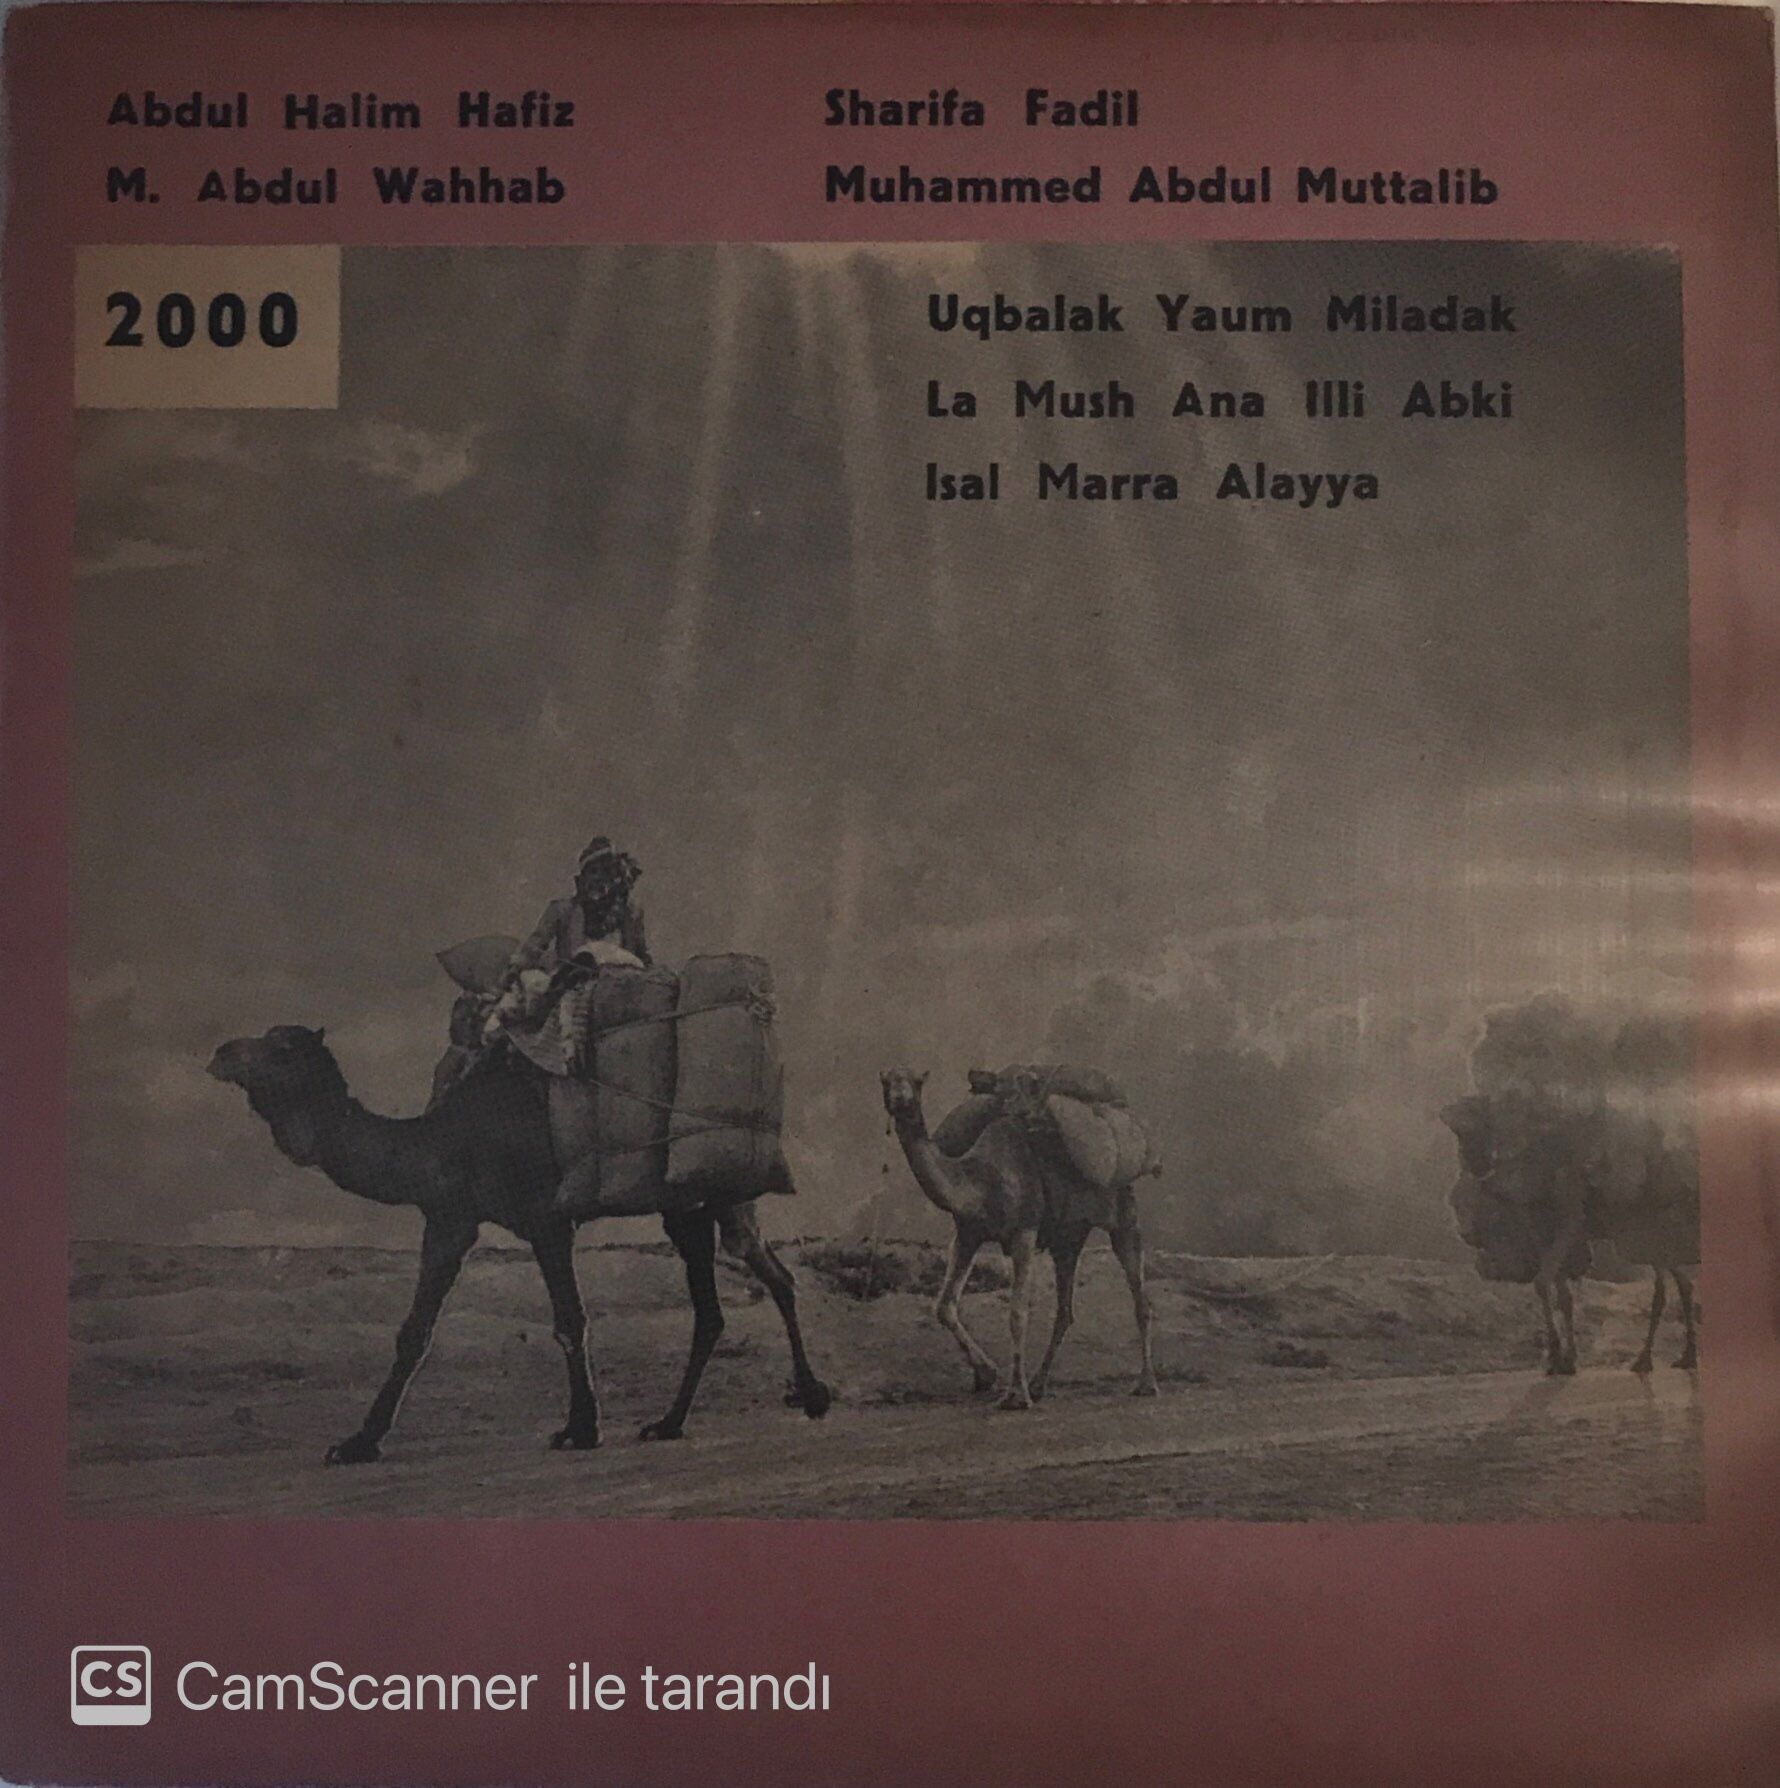 Abdul Halim Hafiz
M. Abdul Wahhab
Sharifa Fadil
Muhammed Abdul Muttalib
2000
Uqbalak Yaum Miladak
La Mush Ana Illi Abki
Isal Marra Alayya
CS CamScanner ile tarandı